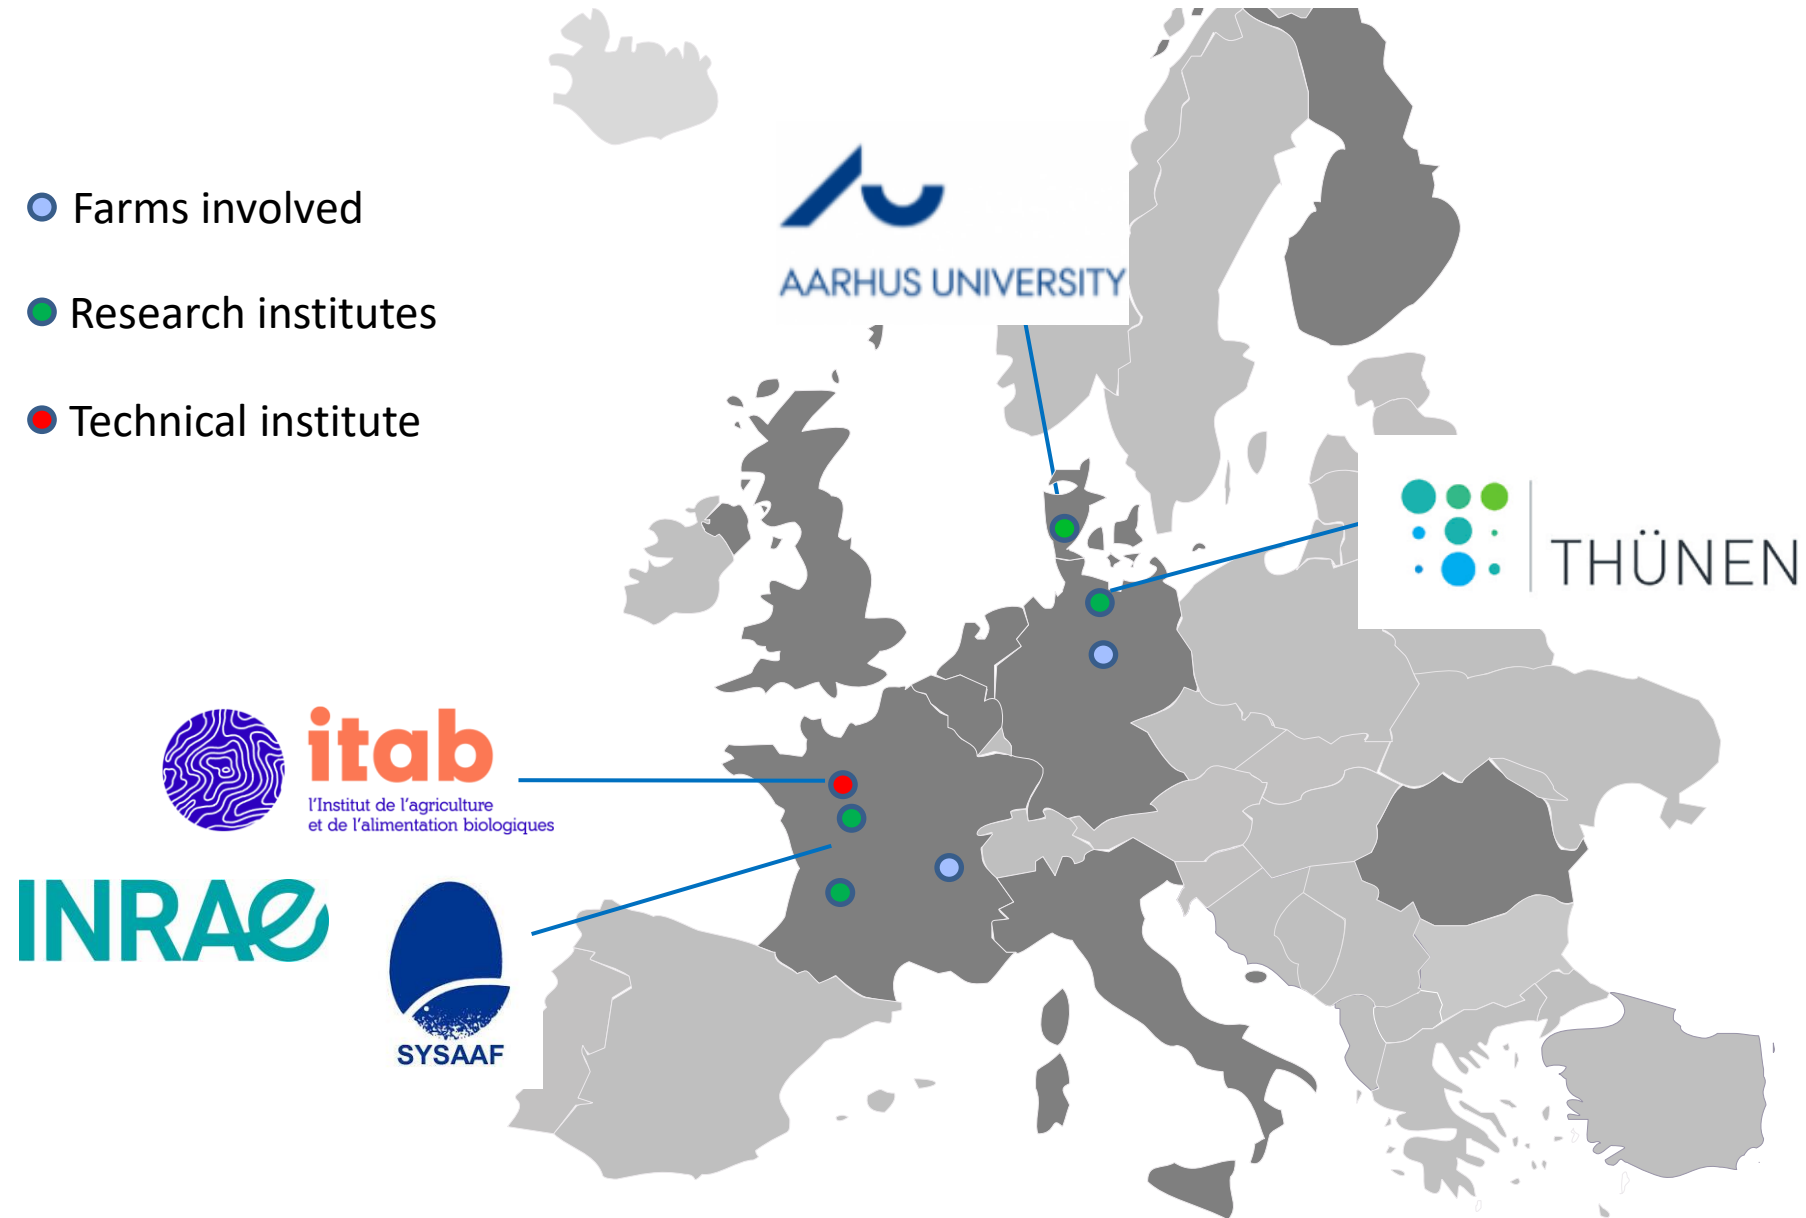 Farms involved
Research institutes
Technical institute
AARHUS UNIVERSITY
THÜNEN
itab
l'Institut de l'agriculture
et de l'alimentation biologiques
INRAE
SYSAAF